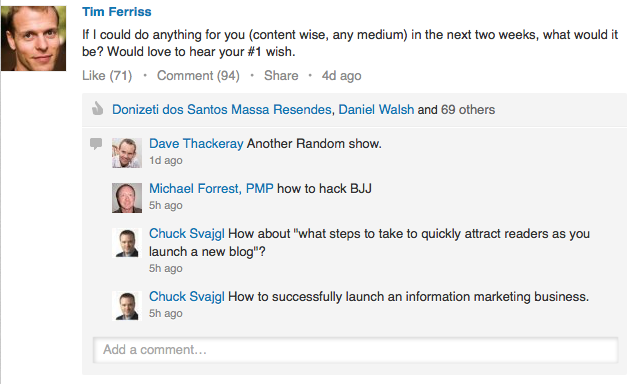 Tim Ferriss
If I could do anything for you (content wise, any medium) in the next two weeks, what would it
be? Would love to hear your #1 wish.
Like (71) · Comment (94) · Share · 4d ago
Donizeti dos Santos Massa Resendes, Daniel Walsh and 69 others
Dave Thackeray Another Random show.
1d ago
Michael Forrest, PMP how to hack BJJ
5h ago
Chuck Svajgl How about "what steps to take to quickly attract readers as you
launch a new blog"?
5h ago
Chuck Svajgl How to successfully launch an information marketing business.
5h ago
Add a comment...